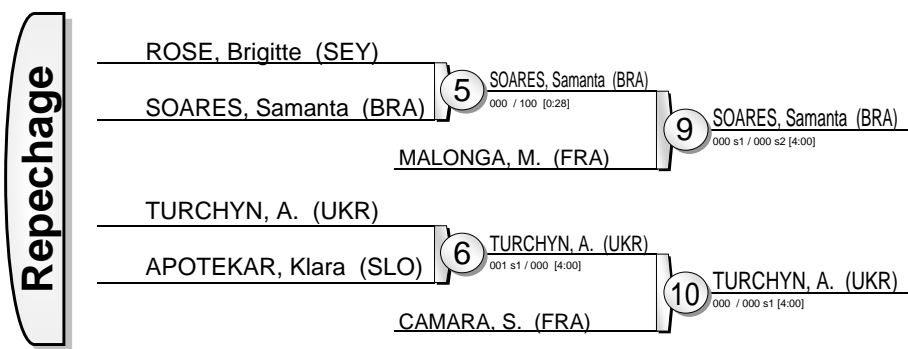 Repechage
ROSE, Brigitte (SEY)
SOARES, Samanta (BRA)
5
SOARES, Samanta (BRA)
000 / 100 [0:28]
MALONGA, M. (FRA)
9
SOARES, Samanta (BRA)
000 s1 / 000 s2 [4:00]
TURCHYN, A. (UKR)
APOTEKAR, Klara (SLO)
6
TURCHYN, A. (UKR)
001 s1 / 000 [4:00]
CAMARA, S. (FRA)
10
TURCHYN, A. (UKR)
000 / 000 s1 [4:00]